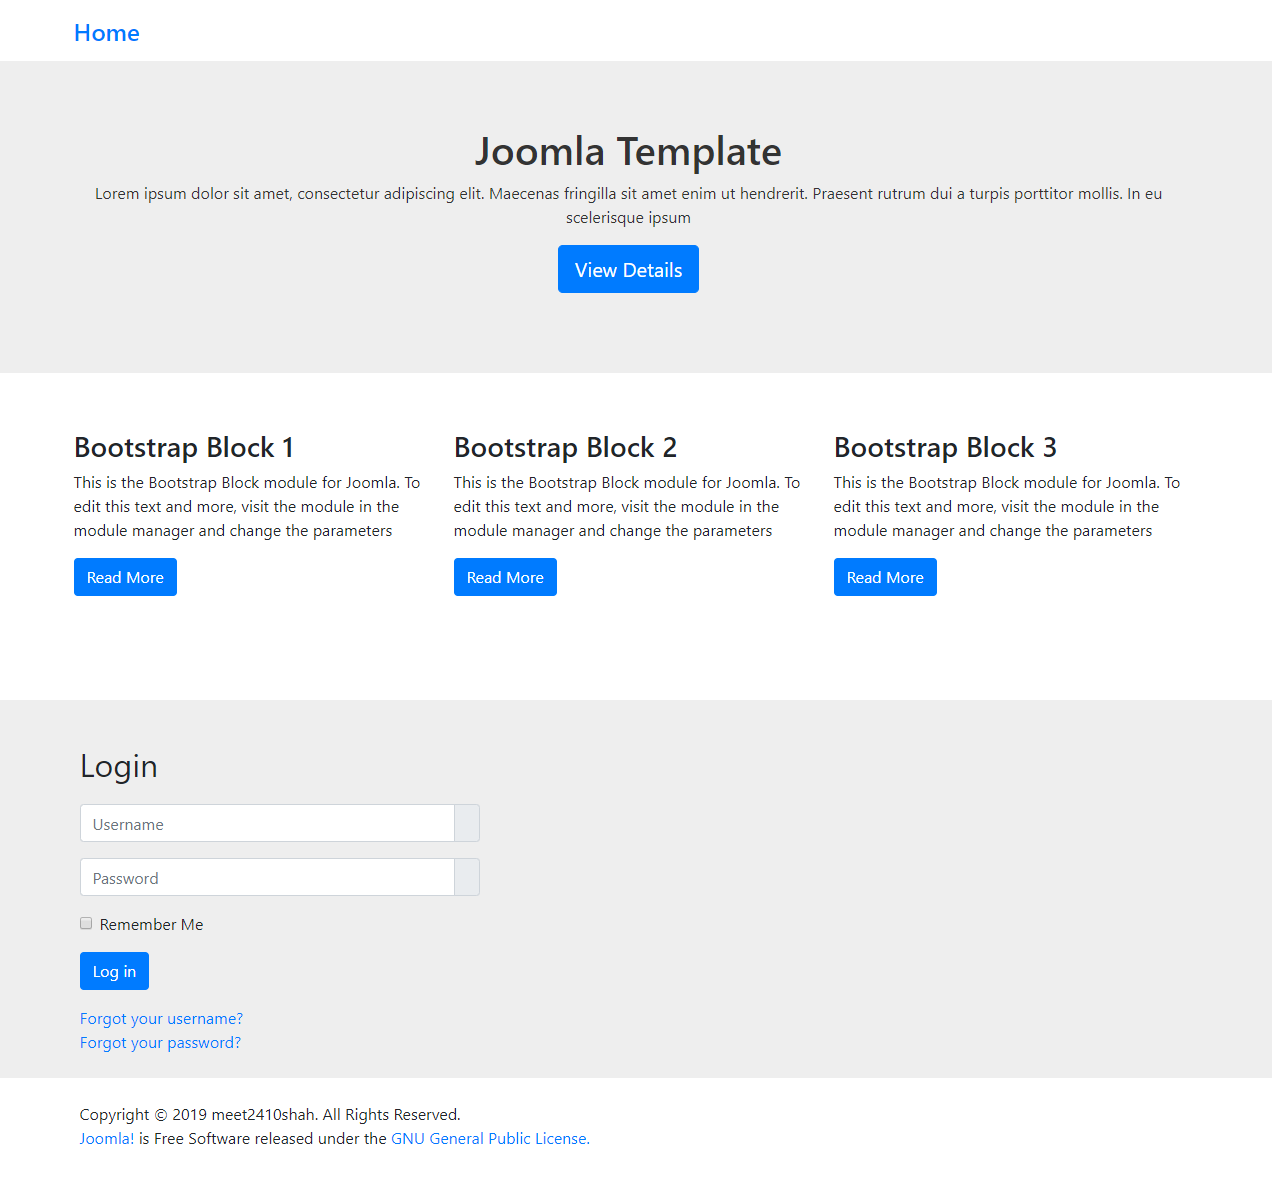 Home
Joomla Template
Lorem ipsum dolor sit amet, consectetur adipiscing elit. Maecenas fringilla sit amet enim ut hendrerit. Praesent rutrum dui a turpis porttitor mollis. In eu
scelerisque ipsum
View Details
Bootstrap Block 1
This is the Bootstrap Block module for Joomla. To
edit this text and more, visit the module in the
module manager and change the parameters
Read More
Bootstrap Block 2
This is the Bootstrap Block module for Joomla. To
edit this text and more, visit the module in the
module manager and change the parameters
Read More
Bootstrap Block 3
This is the Bootstrap Block module for Joomla. To
edit this text and more, visit the module in the
module manager and change the parameters
Read More
Login
Username
Password
Remember Me
Log in
Forgot your username?
Forgot your password?
Copyright © 2019 meet2410shah. All Rights Reserved.
Joomla! is Free Software released under the GNU General Public License.